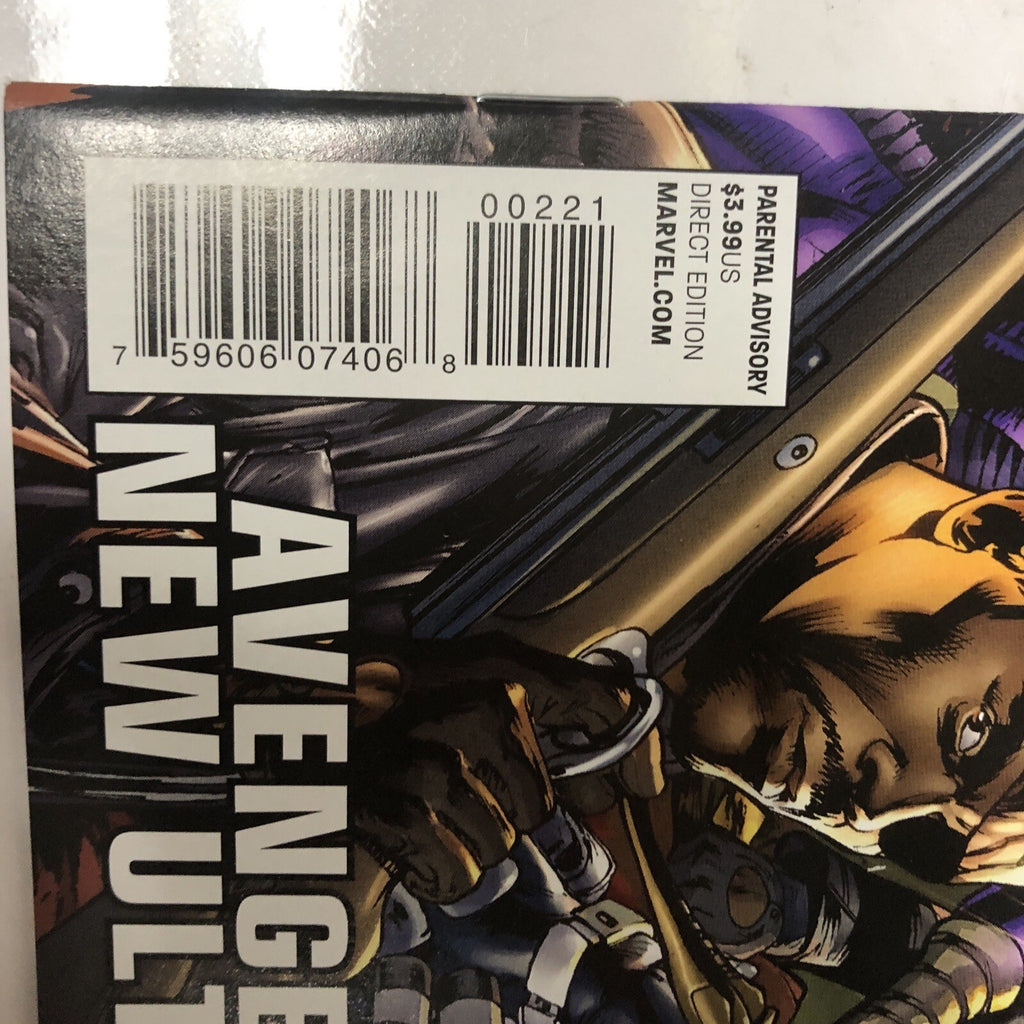 00221
7 59606 07406 8
PARENTAL ADVISORY
$3.99US
DIRECT EDITION
MARVEL.COM
AVENGE
NEW ULT